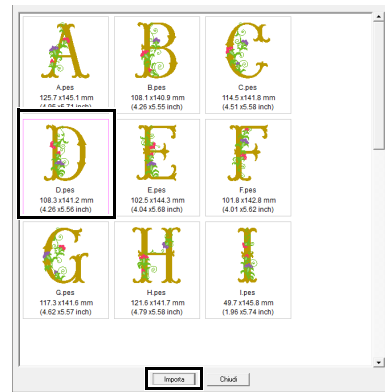 A.pes
125.7 x145.1 mm
(4.95 x5.71 inch)
B.pes
108.1 x140.9 mm
(4.26 x5.55 inch)
C.pes
114.5 x141.8 mm
(4.51 x5.58 inch)
D.pes
108.3 x141.2 mm
(4.26 x5.56 inch)
E.pes
102.5 x144.3 mm
(4.04 x5.68 inch)
F.pes
101.8 x142.8 mm
(4.01 x5.62 inch)
G.pes
117.3 x141.6 mm
(4.62 x5.57 inch)
H.pes
121.6 x141.7 mm
(4.79 x5.58 inch)
I.pes
49.7 x145.8 mm
(1.96 x5.74 inch)
Importa
Chiudi